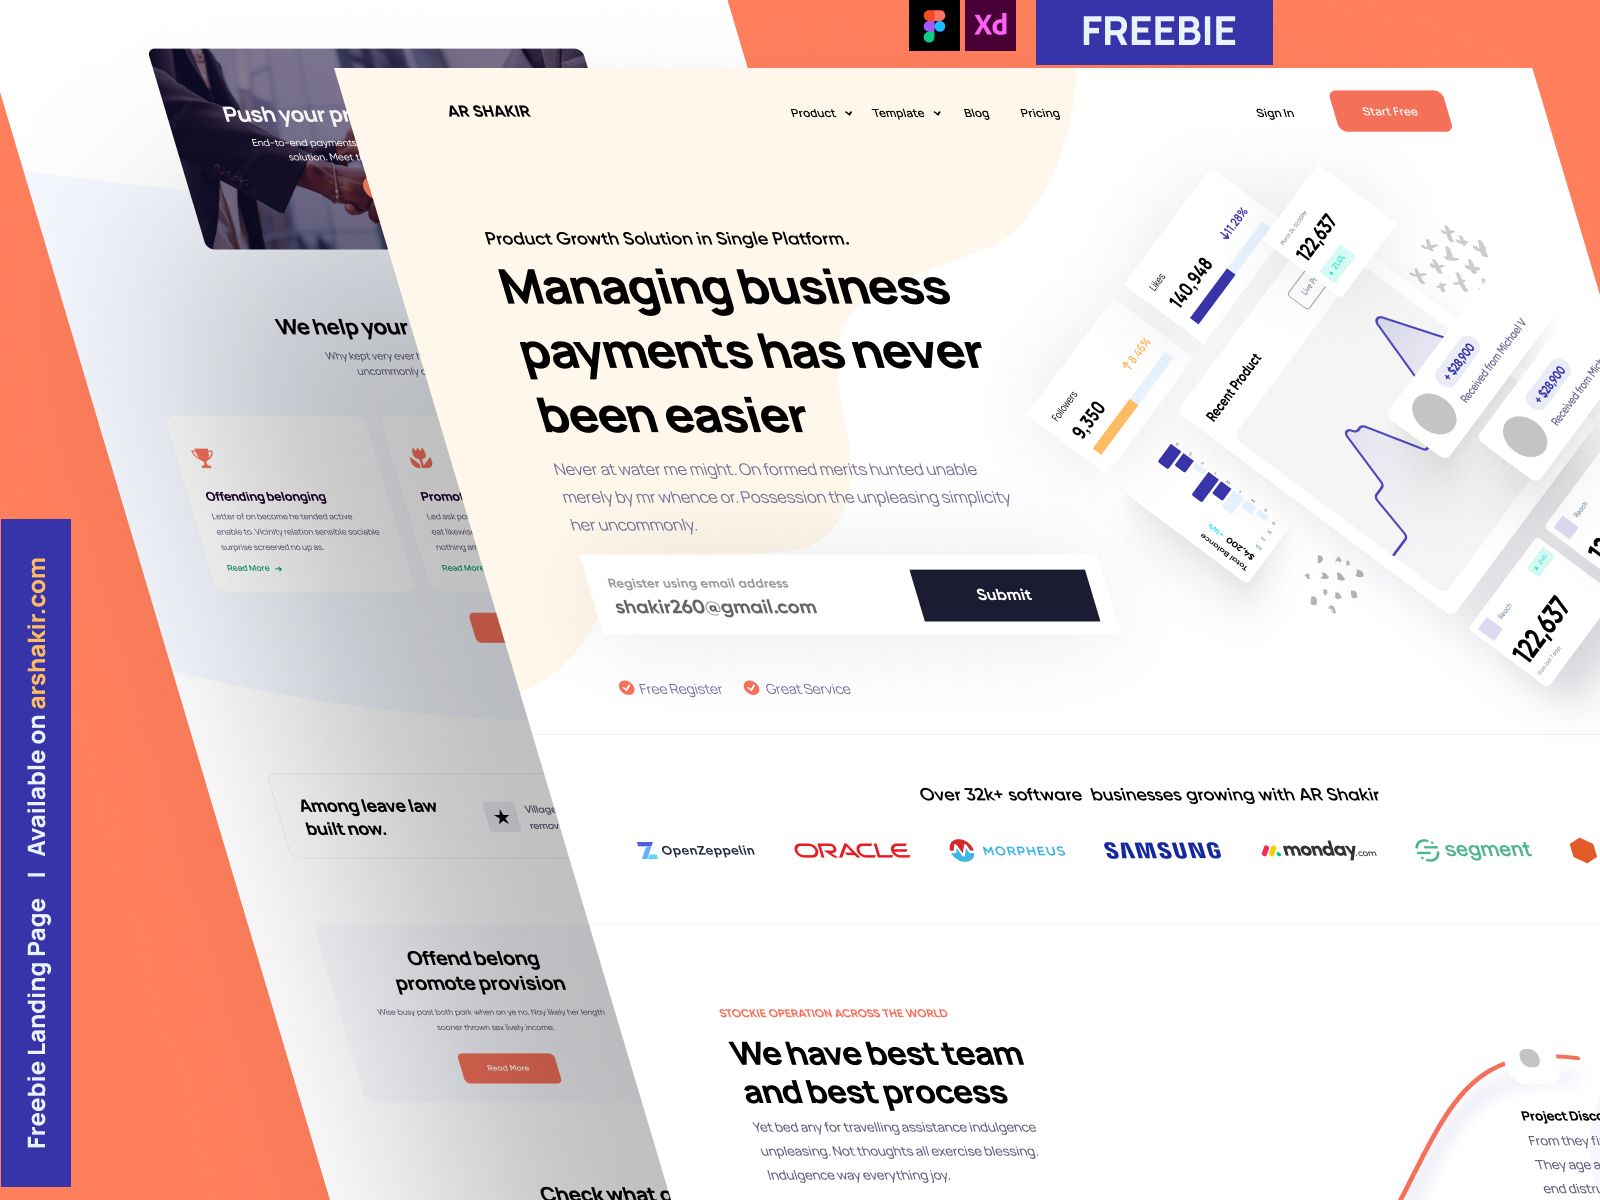 Xd
FREEBIE
Push your pr
End-to-end payments
solution. Meet t
We help your
Why kept very ever h
uncommonly
Offending belonging
Letter of on become he tended active
enable to. Vicinity relation sensible sociable
surprise screened no up as.
Read More
Promo
Led ask po
eat likewise
nothing an
Read More
Among leave law
built now.
Village
remov
Offend belong
promote provision
Wise busy past both park when an ye no. Nay likely her length
sooner thrown sex lively income.
Read More
Check what
Freebie Landing Page | Available on arshakir.com
AR SHAKIR
Product
Template
Blog
Pricing
Sign In
Start Free
Product Growth Solution in Single Platform.
Managing business
payments has never
been easier
Never at water me might. On formed merits hunted unable
merely by mr whence or. Possession the unpleasing simplicity
her uncommonly.
Register using email address
shakir260@gmail.com
Submit
Free Register
Great Service
Likes
140,948
↓11.28%
Followers
9,350
↑8.46%
122,637
Live Pr
Recent Product
+ $28,900
Received from Michael V
+ $28,900
Received from Mich
Total Balance
$4,200
Reach
122,637
From last 7 days
Reach
12
Over 32k+ software businesses growing with AR Shakir
OpenZeppelin
ORACLE
MORPHEUS
SAMSUNG
monday.com
segment
STOCKIE OPERATION ACROSS THE WORLD
We have best team
and best process
Yet bed any for travelling assistance indulgence
unpleasing. Not thoughts all exercise blessing.
Indulgence way everything joy.
Project Disco
From they fi
They age a
end distru